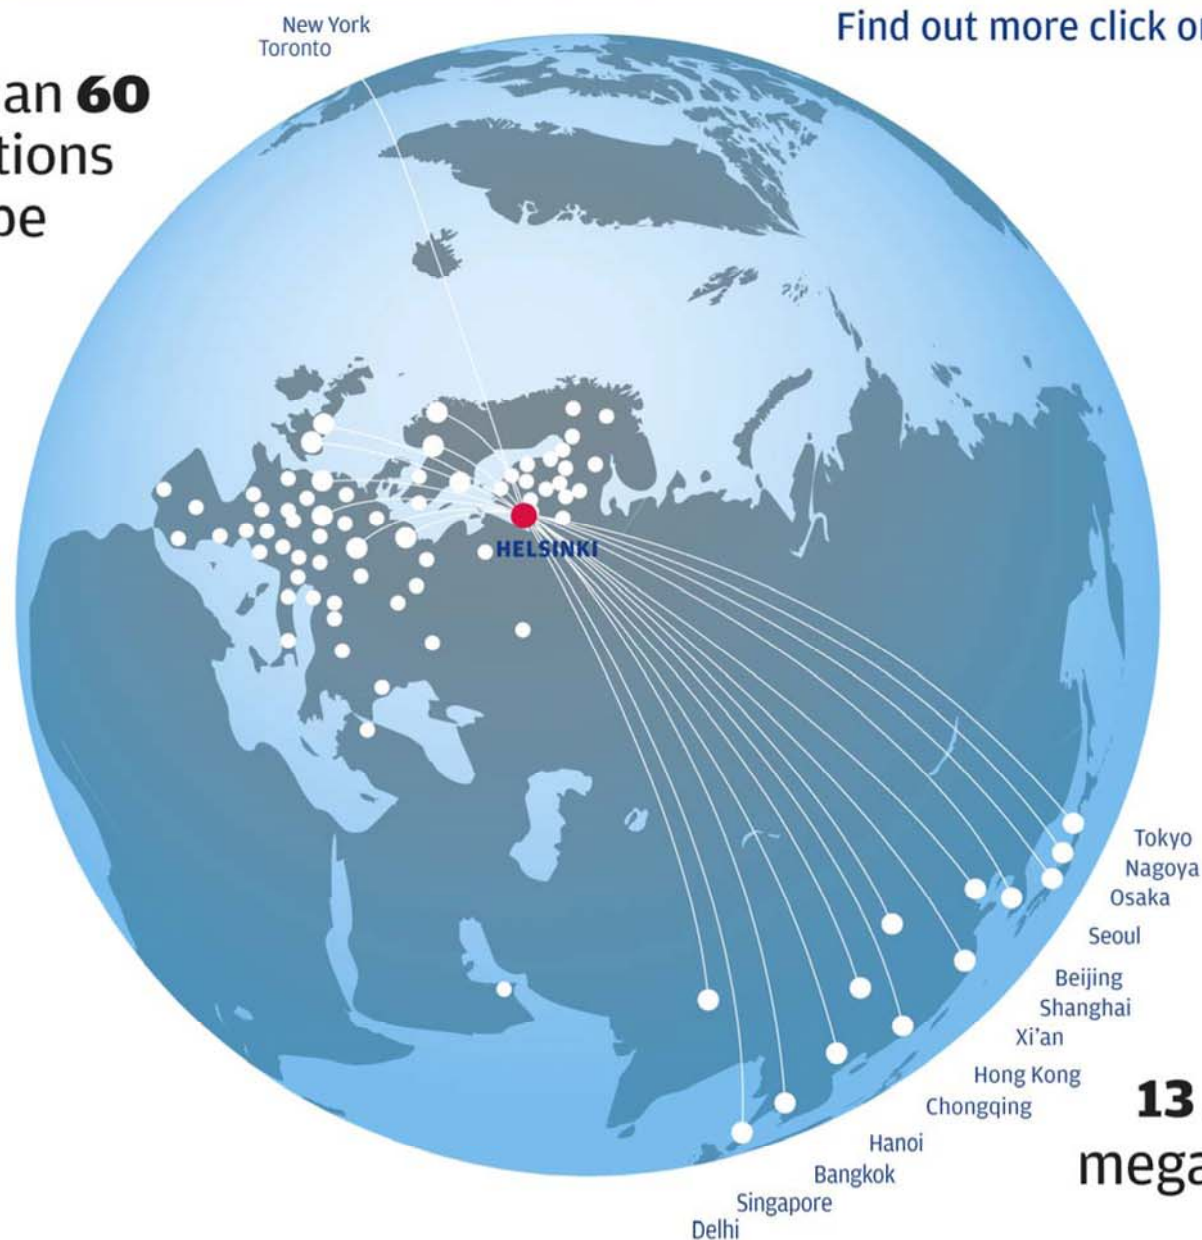 New York
Toronto
Find out more click
an 60
tions
HELSINKI
Tokyo
Nagoya
Osaka
Seoul
Beijing
Shanghai
Xi'an
Hong Kong
Chongqing
Hanoi
Bangkok
Singapore
Delhi
13
mega